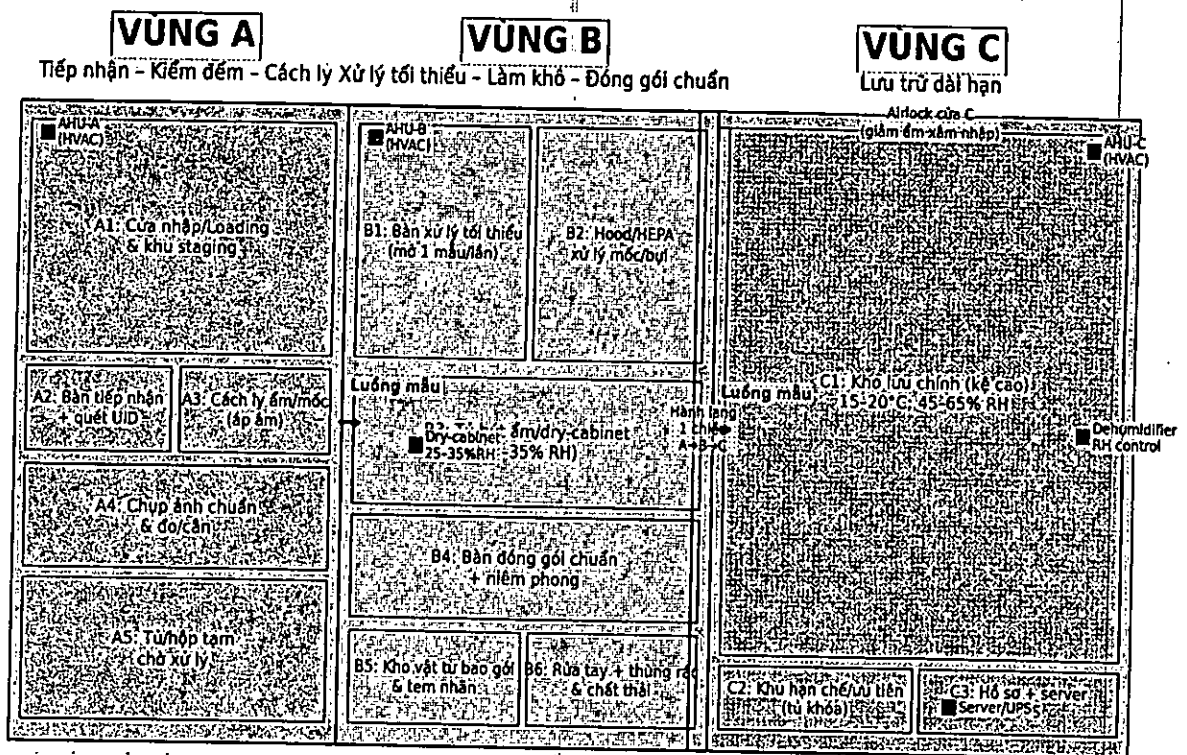 VÙNG A
VÙNG B
VÙNG C
Tiếp nhận – Kiểm đếm – Cách ly Xử lý tối thiểu – Làm khô – Đóng gói chuẩn
Lưu trữ dài hạn
AHU-A
(HVAC)
A1: Cửa nhập/Loading
& khu staging
A2: Bàn tiếp nhận
+ quét UID
A3: Cách ly ẩm/mốc
(áp âm)
A4: Chụp ảnh chuẩn
& đo/cân
A5: Tủ/hộp tạm
chờ xử lý
AHU-B
(HVAC)
B1: Bàn xử lý tối thiểu
(mở 1 mẫu/lần)
B2: Hood/HEPA
xử lý mốc/bụi
Luồng mẫu
ẩm/dry-cabinet
35% RH)
Dry-cabinet
25-35%RH
B4: Bàn đóng gói chuẩn
+ niêm phong
B5: Kho vật tư bao gói
& tem nhãn
B6: Rửa tay + thùng rác
& chất thải
Hành lang
1 chiều
A→B→C
Airlock cửa C
(giảm ẩm xâm nhập)
AHU-C
(HVAC)
Luồng mẫu
C1: Kho lưu chính (kệ cao)
15-20°C; 45-65% RH
Dehumidifier
RH control
C2: Khu hạn chế/ưu tiên
(tủ khóa)
C3: Hồ sơ + server
Server/UPS